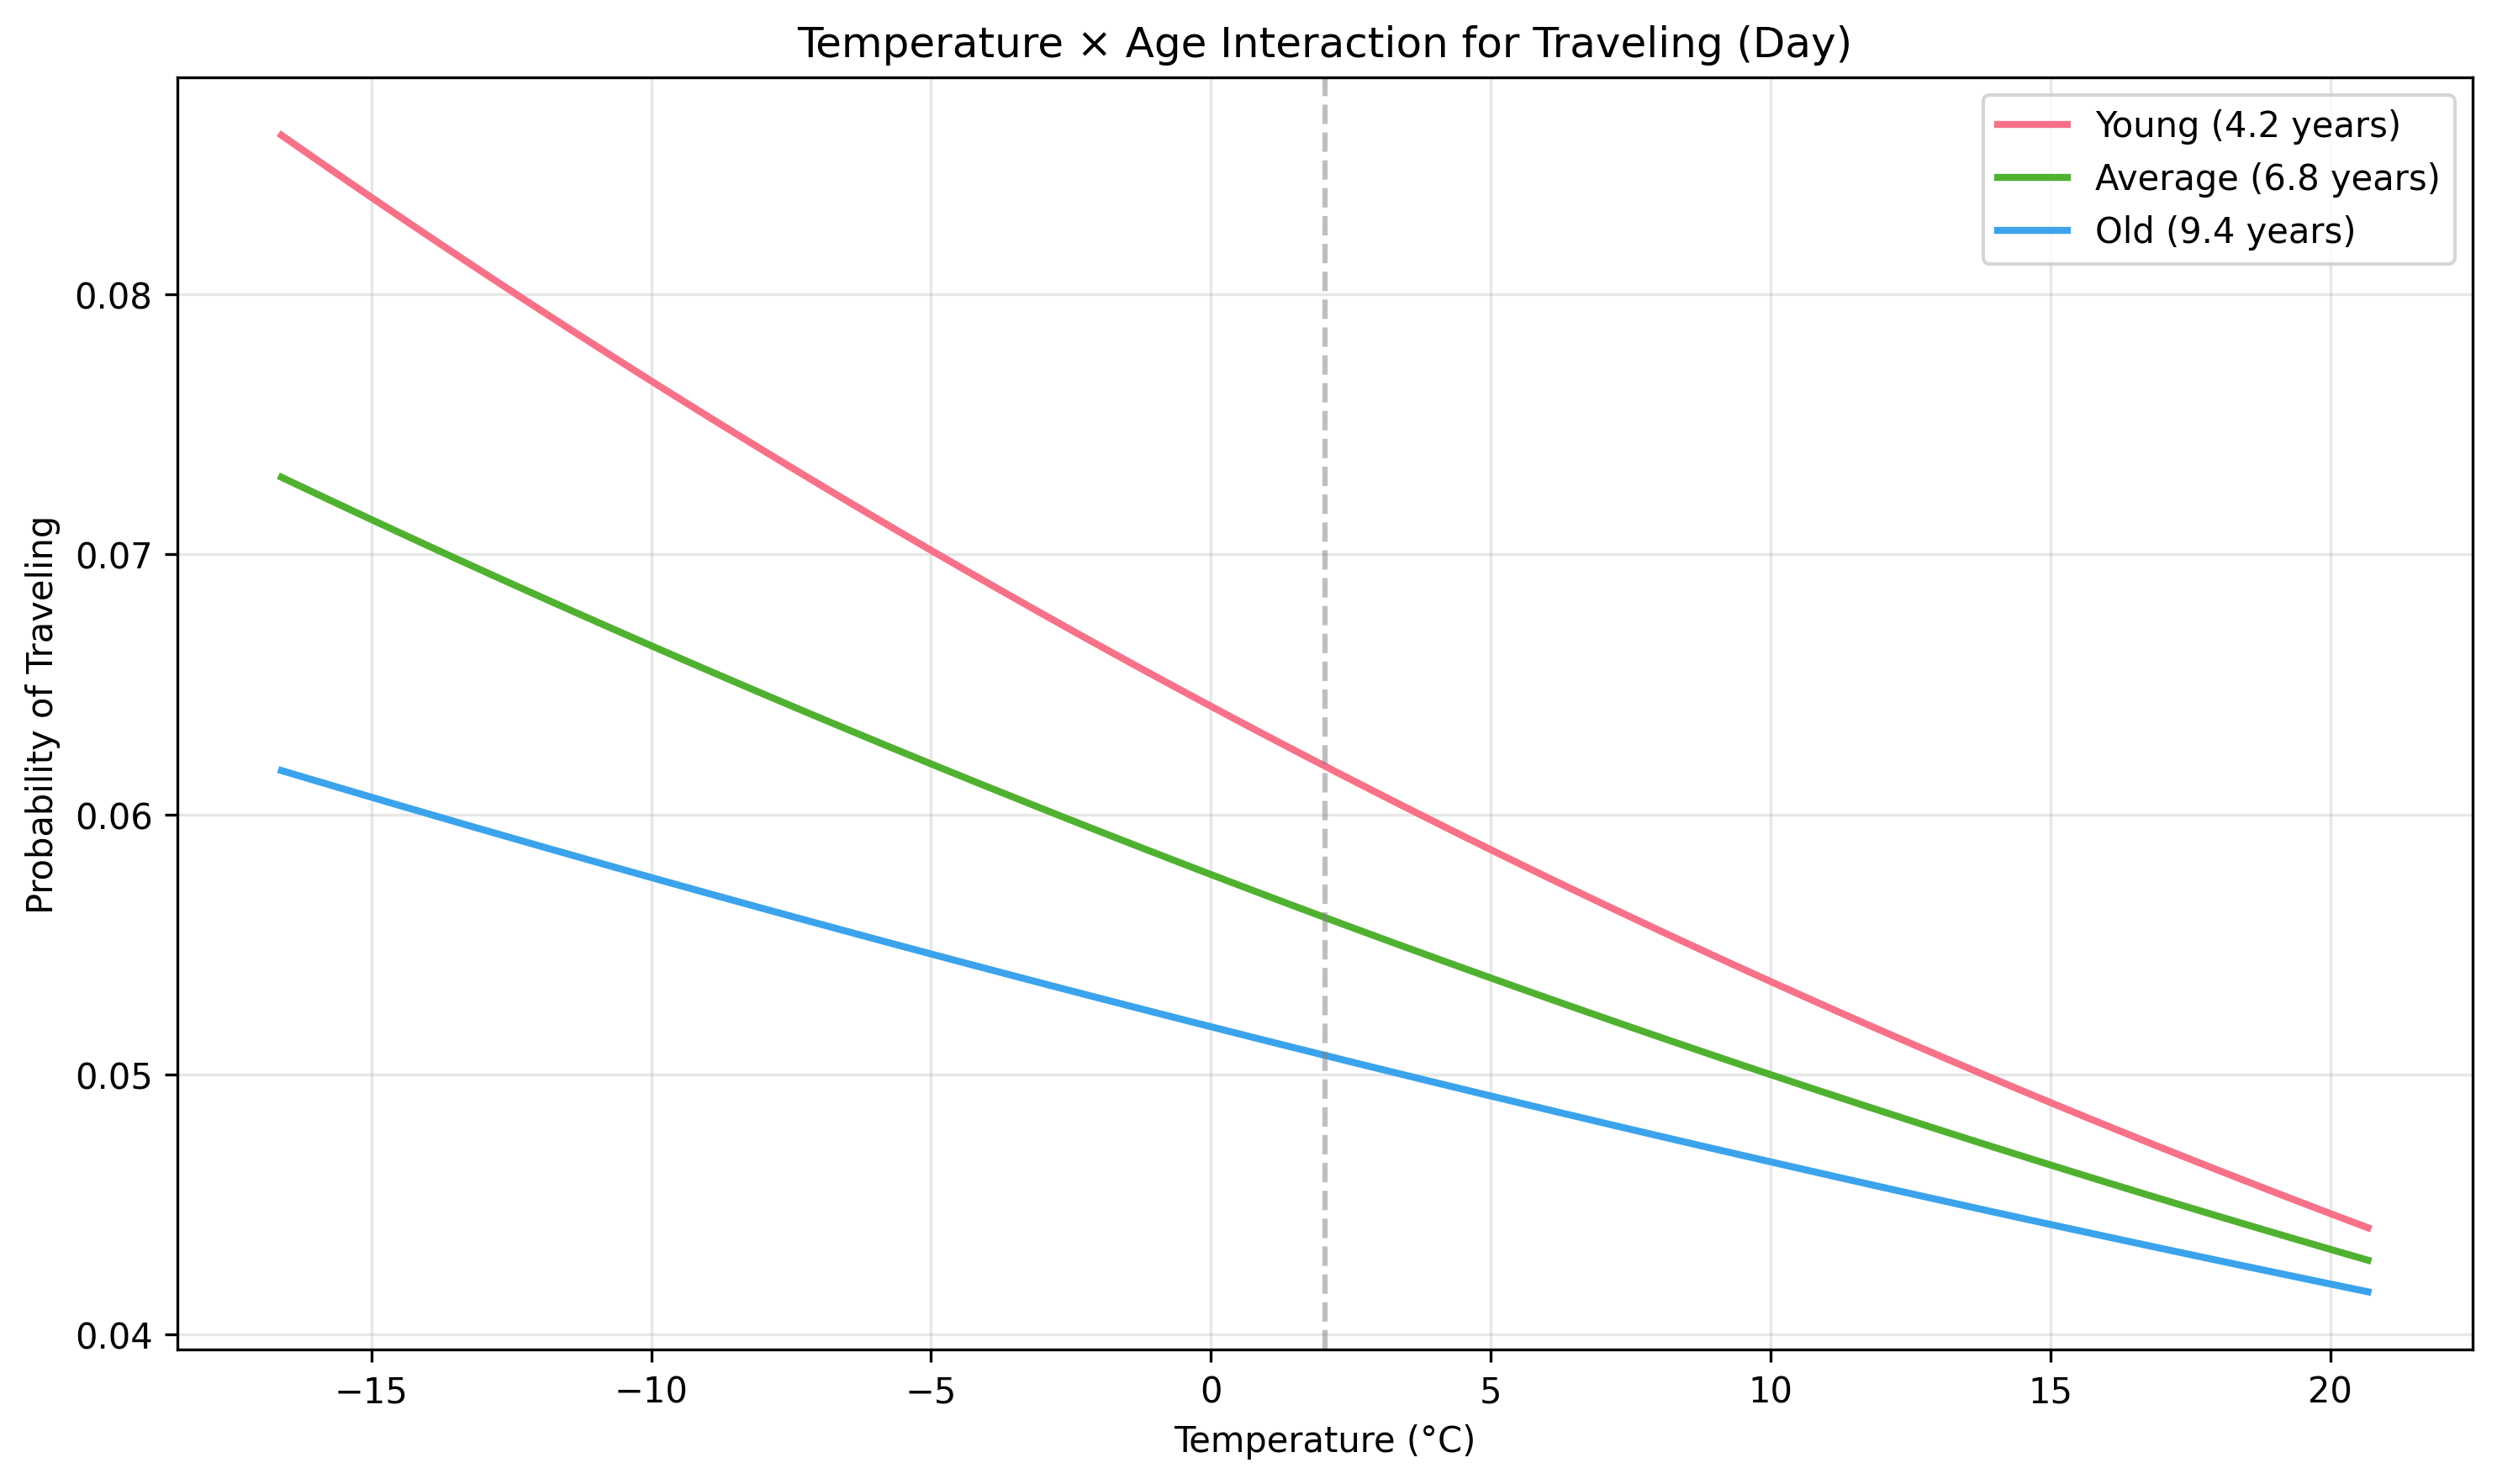 Temperature × Age Interaction for Traveling (Day)
Young (4.2 years)
Average (6.8 years)
Old (9.4 years)
Probability of Traveling
0.08
0.07
0.06
0.05
0.04
−15 −10 −5 0 5 10 15 20
Temperature (°C)